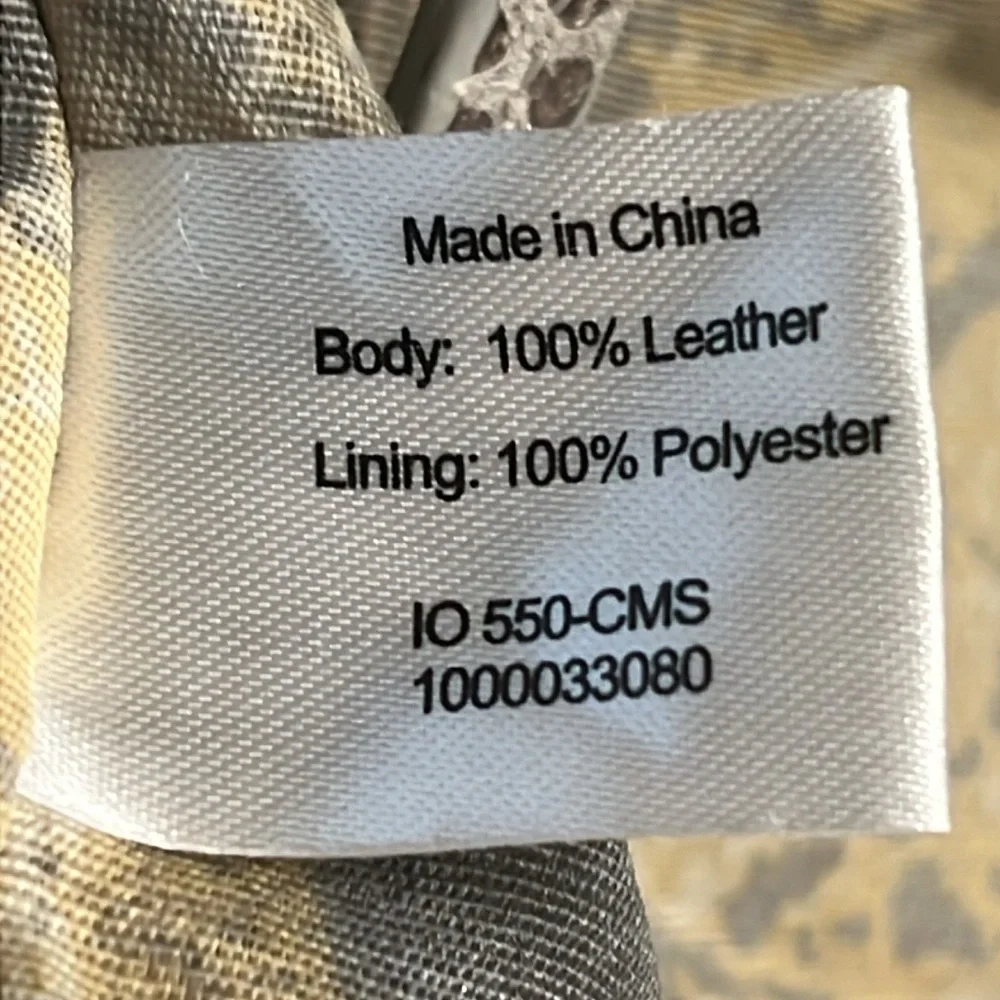 Made in China
Body: 100% Leather
Lining: 100% Polyester
IO 550-CMS
1000033080